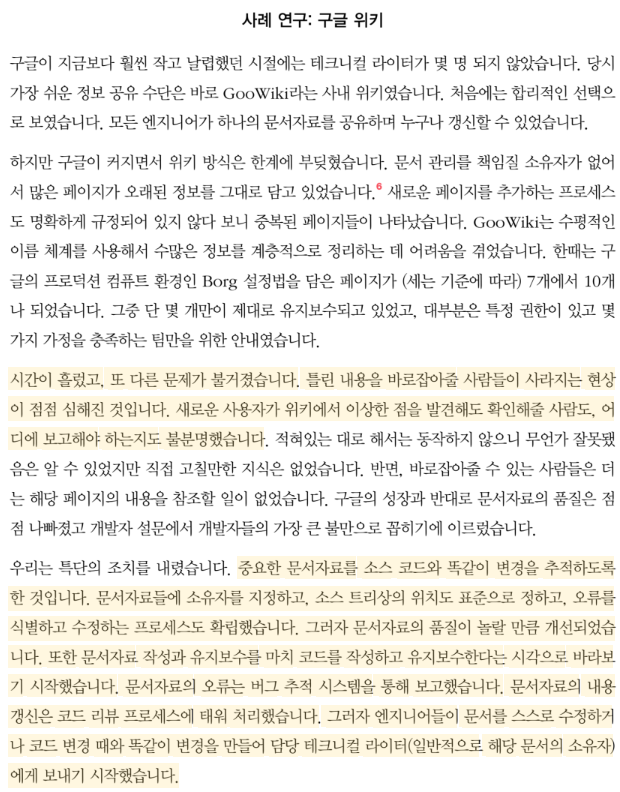 사례 연구: 구글 위키
구글이 지금보다 훨씬 작고 날렵했던 시절에는 테크니컬 라이터가 몇 명 되지 않았습니다. 당시
가장 쉬운 정보 공유 수단은 바로 GooWiki라는 사내 위키였습니다. 처음에는 합리적인 선택으
로 보였습니다. 모든 엔지니어가 하나의 문서자료를 공유하며 누구나 갱신할 수 있었습니다.
하지만 구글이 커지면서 위키 방식은 한계에 부딪혔습니다. 문서 관리를 책임질 소유자가 없어
서 많은 페이지가 오래된 정보를 그대로 담고 있었습니다.6 새로운 페이지를 추가하는 프로세스
도 명확하게 규정되어 있지 않다 보니 중복된 페이지들이 나타났습니다. GooWiki는 수평적인
이름 체계를 사용해서 수많은 정보를 계층적으로 정리하는 데 어려움을 겪었습니다. 한때는 구
글의 프로덕션 컴퓨트 환경인 Borg 설정법을 담은 페이지가 (세는 기준에 따라) 7개에서 10개
나 되었습니다. 그중 단 몇 개만이 제대로 유지보수되고 있었고, 대부분은 특정 권한이 있고 몇
가지 가정을 충족하는 팀만을 위한 안내였습니다.
시간이 흘렀고, 또 다른 문제가 불거졌습니다. 틀린 내용을 바로잡아줄 사람들이 사라지는 현상
이 점점 심해진 것입니다. 새로운 사용자가 위키에서 이상한 점을 발견해도 확인해줄 사람도, 어
디에 보고해야 하는지도 불분명했습니다. 적혀있는 대로 해서는 동작하지 않으니 무언가 잘못됐
음은 알 수 있었지만 직접 고칠만한 지식은 없었습니다. 반면, 바로잡아줄 수 있는 사람들은 더
는 해당 페이지의 내용을 참조할 일이 없었습니다. 구글의 성장과 반대로 문서자료의 품질은 점
점 나빠졌고 개발자 설문에서 개발자들의 가장 큰 불만으로 꼽히기에 이르렀습니다.
우리는 특단의 조치를 내렸습니다. 중요한 문서자료를 소스 코드와 똑같이 변경을 추적하도록
한 것입니다. 문서자료들에 소유자를 지정하고, 소스 트리상의 위치도 표준으로 정하고, 오류를
식별하고 수정하는 프로세스도 확립했습니다. 그러자 문서자료의 품질이 놀랄 만큼 개선되었습
니다. 또한 문서자료 작성과 유지보수를 마치 코드를 작성하고 유지보수한다는 시각으로 바라보
기 시작했습니다. 문서자료의 오류는 버그 추적 시스템을 통해 보고했습니다. 문서자료의 내용
갱신은 코드 리뷰 프로세스에 태워 처리했습니다. 그러자 엔지니어들이 문서를 스스로 수정하거
나 코드 변경 때와 똑같이 변경을 만들어 담당 테크니컬 라이터(일반적으로 해당 문서의 소유자)
에게 보내기 시작했습니다.